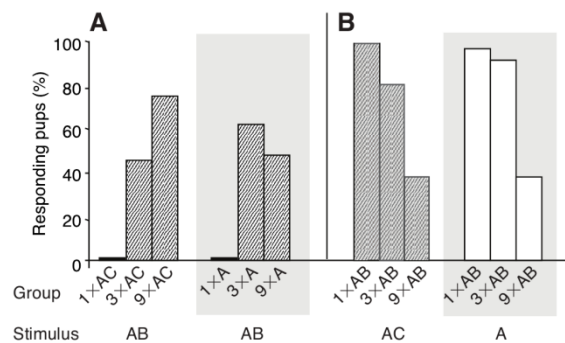 A
B
Responding pups (%)
100
80
60
40
20
0
Group
1×AC 3×AC 9×AC 1×A 3×A 9×A 1×AB 3×AB 9×AB 1×AB 3×AB 9×AB
Stimulus AB AB AC A